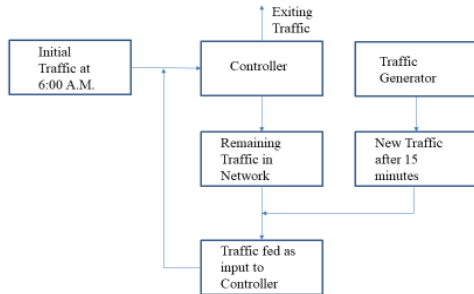 Exiting
Traffic
Initial
Traffic at
6:00 A.M.
Controller
Traffic
Generator
Remaining
Traffic in
Network
New Traffic
after 15
minutes
Traffic fed as
input to
Controller